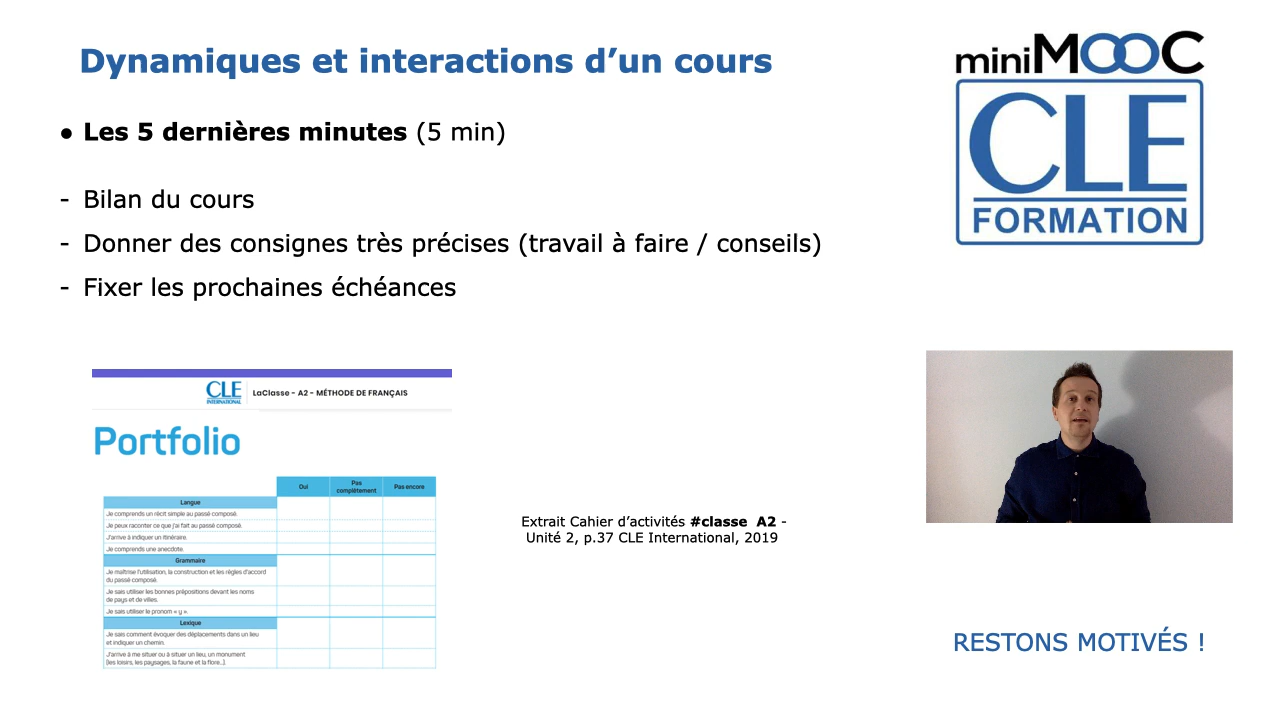 Dynamiques et interactions d’un cours
miniMOOC
CLE
FORMATION
● Les 5 dernières minutes (5 min)
- Bilan du cours
- Donner des consignes très précises (travail à faire / conseils)
- Fixer les prochaines échéances
CLE
INTERNATIONAL
LaClasse - A2 - MÉTHODE DE FRANÇAIS
Portfolio
Oui
Pas complètement
Pas encore
Langue
Je comprends un récit simple au passé composé.
Je peux raconter ce que j'ai fait au passé composé.
J'arrive à indiquer un itinéraire.
Je comprends une anecdote.
Grammaire
Je maîtrise l'utilisation, la construction et les règles d'accord
du passé composé.
Je sais utiliser les bonnes prépositions devant les noms
de pays et de villes.
Je sais utiliser le pronom « y ».
Lexique
Je sais comment évoquer des déplacements dans un lieu
et indiquer un chemin.
J'arrive à me situer ou à situer un lieu, un monument
(les loisirs, les paysages, la faune et la flore…).
Extrait Cahier d’activités #classe A2 -
Unité 2, p.37 CLE International, 2019
RESTONS MOTIVÉS !